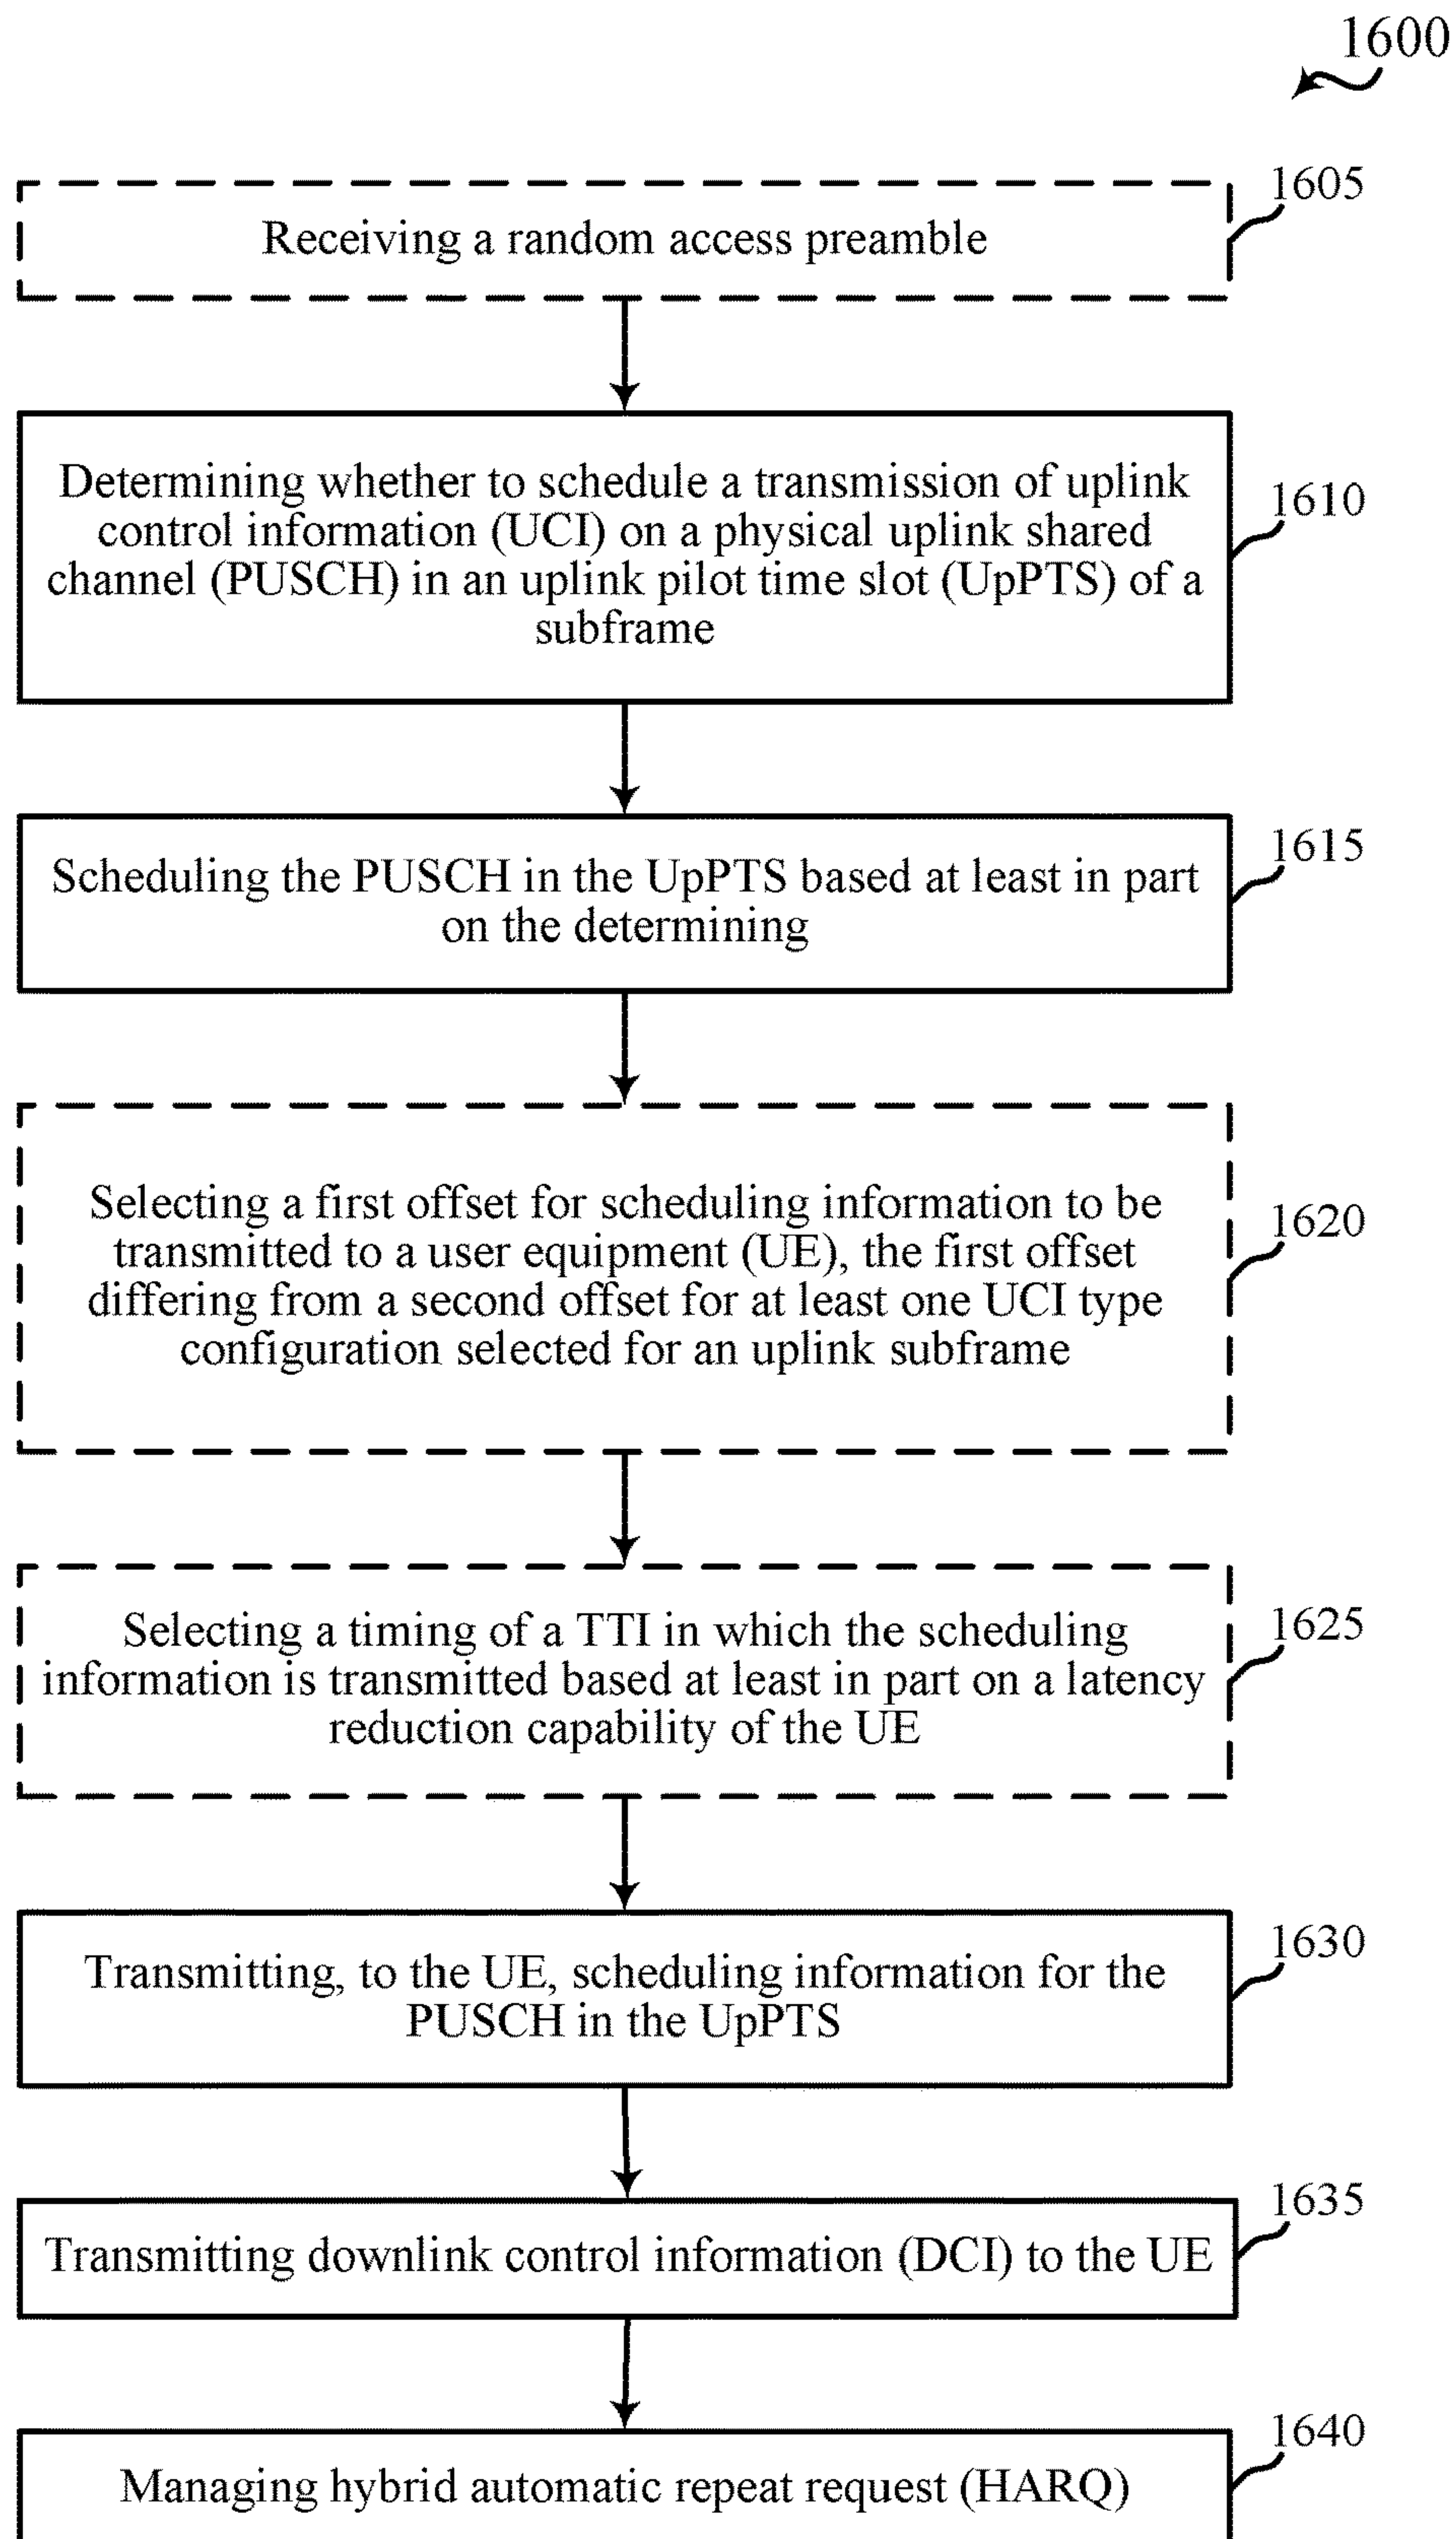 1600
1605
Receiving a random access preamble
1610
Determining whether to schedule a transmission of uplink
control information (UCI) on a physical uplink shared
channel (PUSCH) in an uplink pilot time slot (UpPTS) of a
subframe
1615
Scheduling the PUSCH in the UpPTS based at least in part
on the determining
1620
Selecting a first offset for scheduling information to be
transmitted to a user equipment (UE), the first offset
differing from a second offset for at least one UCI type
configuration selected for an uplink subframe
1625
Selecting a timing of a TTI in which the scheduling
information is transmitted based at least in part on a latency
reduction capability of the UE
1630
Transmitting, to the UE, scheduling information for the
PUSCH in the UpPTS
1635
Transmitting downlink control information (DCI) to the UE
1640
Managing hybrid automatic repeat request (HARQ)